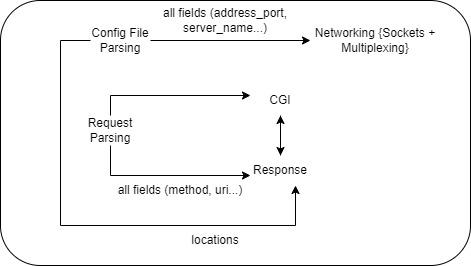 all fields (address_port,
server_name...)
Config File
Parsing
Networking {Sockets +
Multiplexing}
CGI
Request
Parsing
Response
all fields (method, uri...)
locations